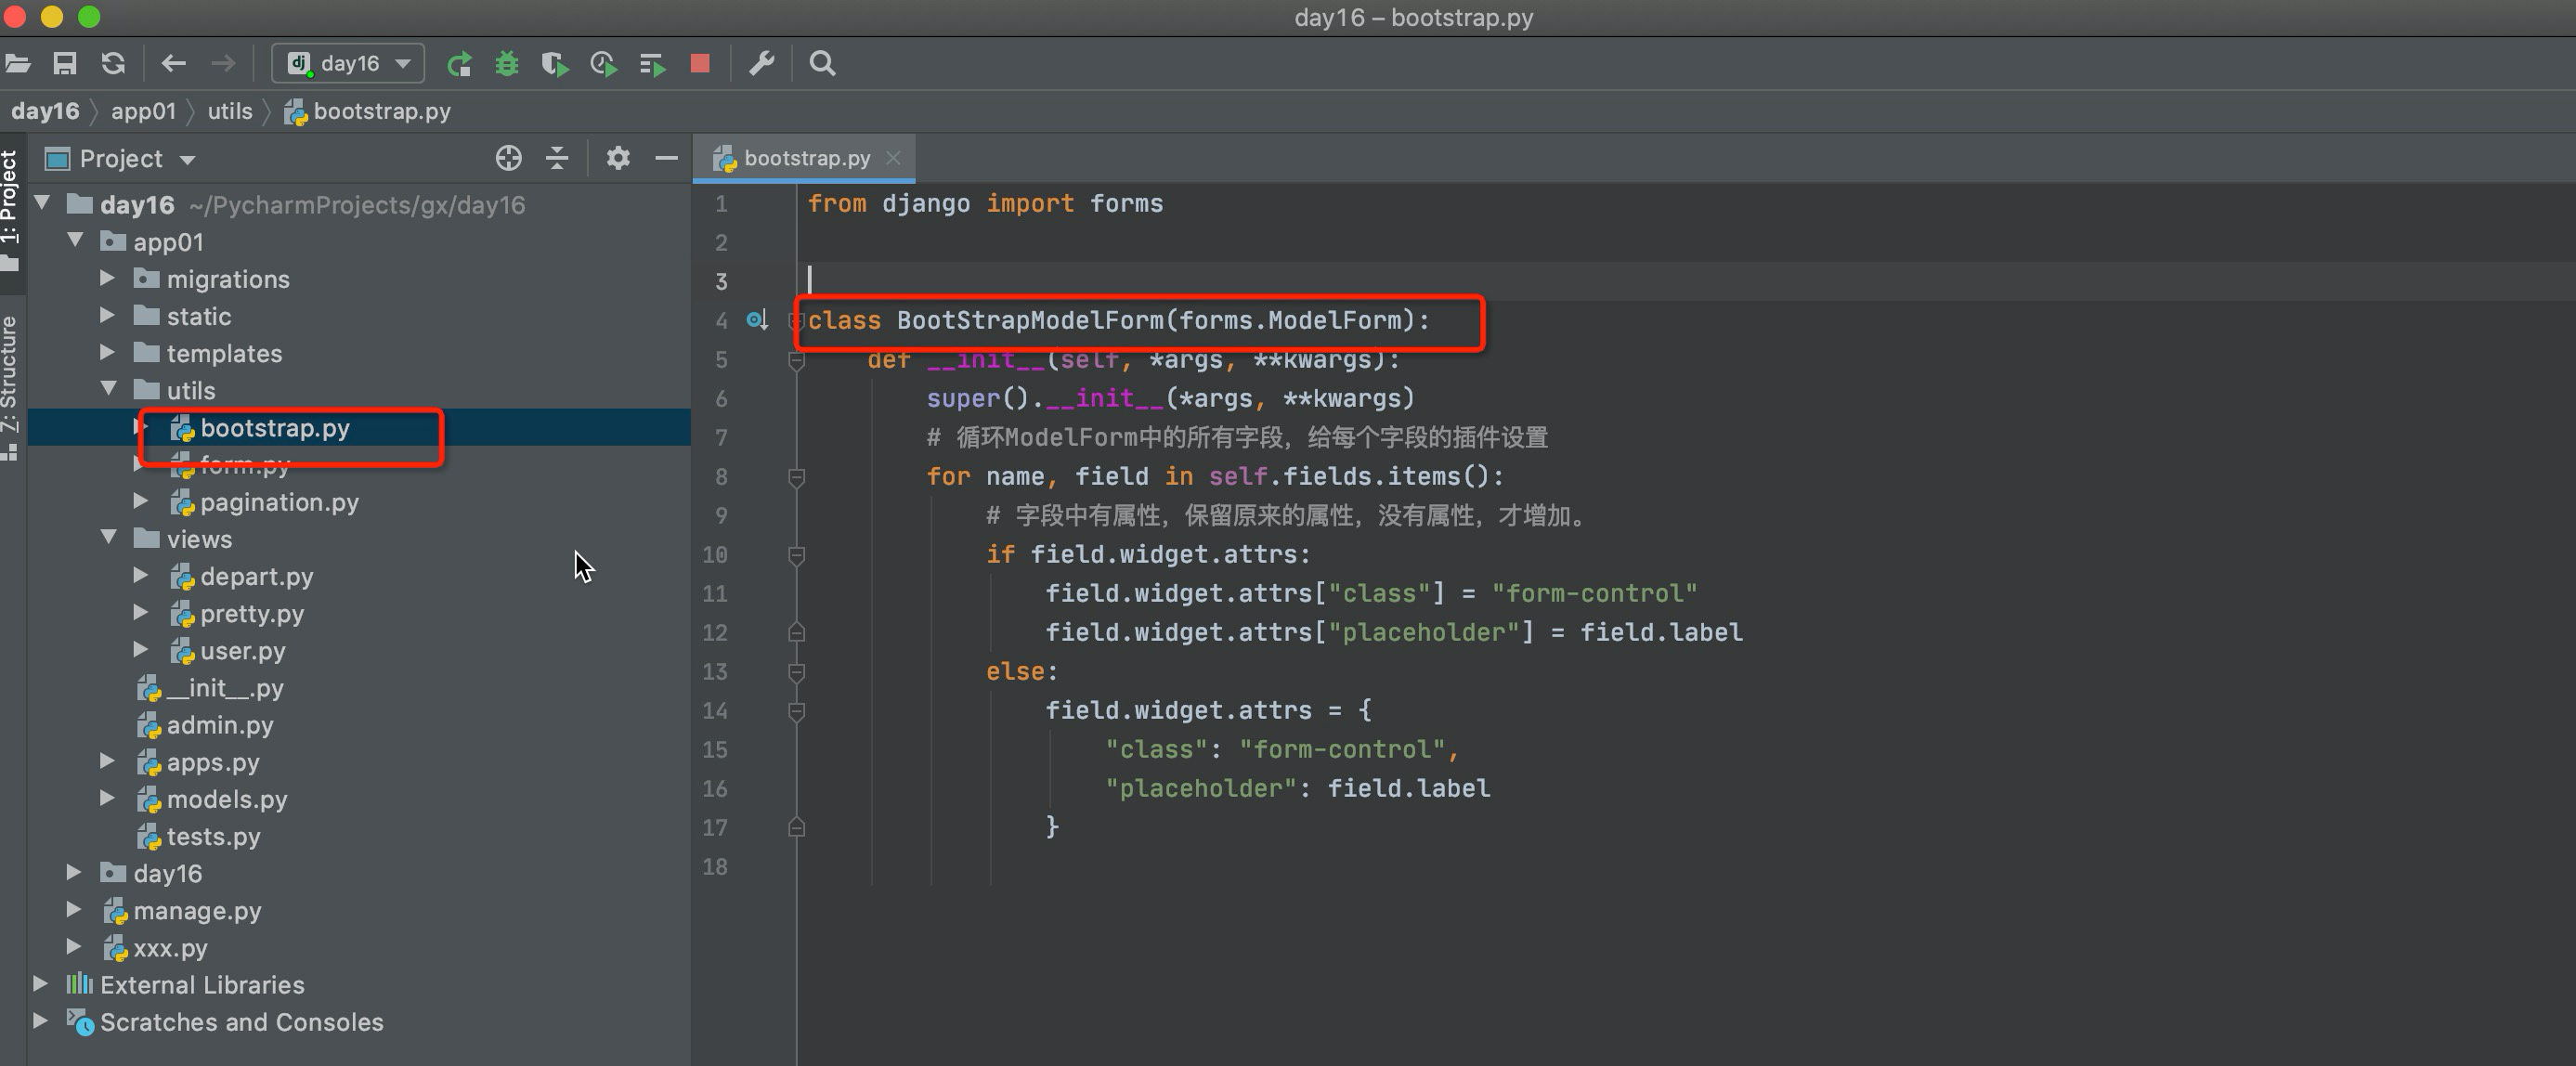 day16 – bootstrap.py
day16
day16 app01 utils bootstrap.py
1: Project
Z: Structure
Project
day16 ~/PycharmProjects/gx/day16
app01
migrations
static
templates
utils
bootstrap.py
form.py
pagination.py
views
depart.py
pretty.py
user.py
__init__.py
admin.py
apps.py
models.py
tests.py
day16
manage.py
xxx.py
External Libraries
Scratches and Consoles
bootstrap.py
1 from django import forms
2
3
4 class BootStrapModelForm(forms.ModelForm):
5 def __init__(self, *args, **kwargs):
6 super().__init__(*args, **kwargs)
7 # 循环ModelForm中的所有字段，给每个字段的插件设置
8 for name, field in self.fields.items():
9 # 字段中有属性，保留原来的属性，没有属性，才增加。
10 if field.widget.attrs:
11 field.widget.attrs["class"] = "form-control"
12 field.widget.attrs["placeholder"] = field.label
13 else:
14 field.widget.attrs = {
15 "class": "form-control",
16 "placeholder": field.label
17 }
18